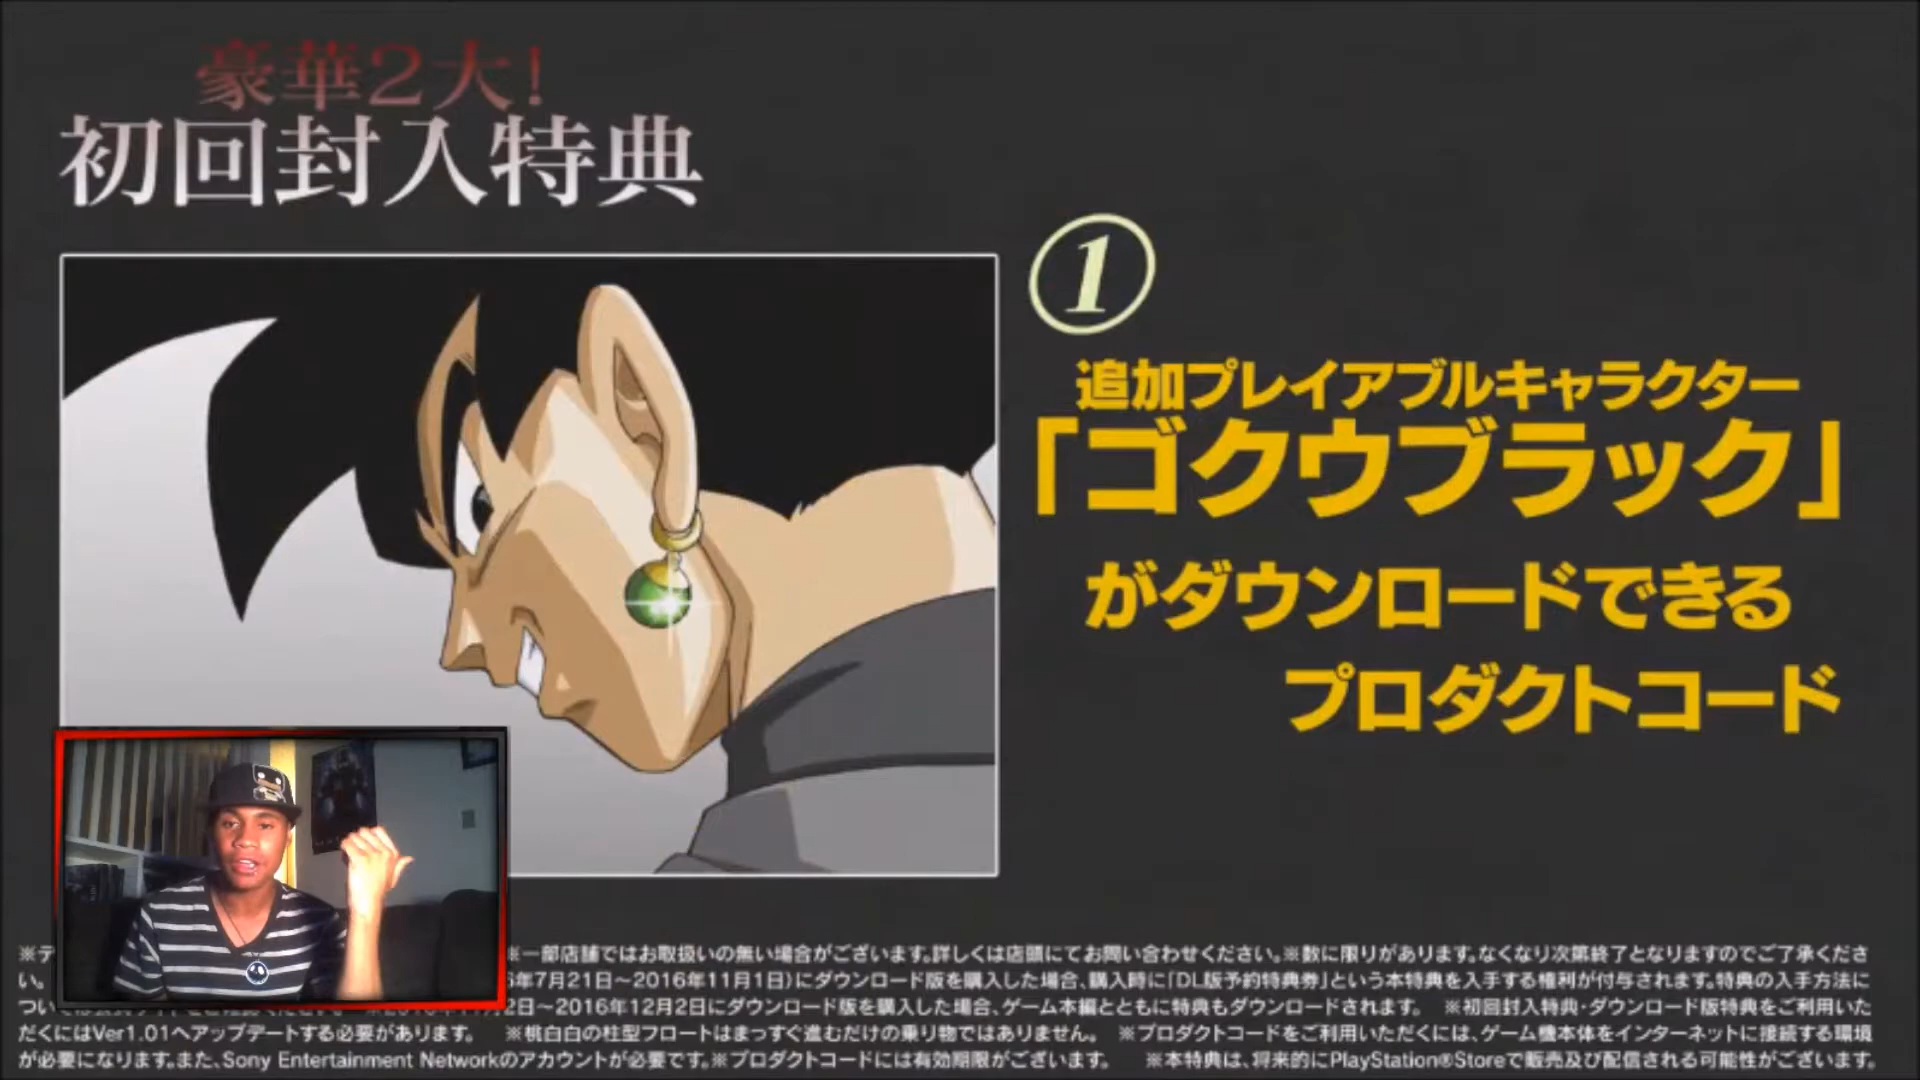 豪華2大!
初回封入特典
1
追加プレイアブルキャラクター
「ゴクウブラック」
がダウンロードできる
プロダクトコード
※デ ※一部店舗ではお取扱いの無い場合がございます。詳しくは店頭にてお問い合わせください。※数に限りがあります。なくなり次第終了となりますのでご了承くださ
い。 年7月21日～2016年11月1日)にダウンロード版を購入した場合、購入時に「DL版予約特典券」という本特典を入手する権利が付与されます。特典の入手方法に
つい 2日～2016年12月2日にダウンロード版を購入した場合、ゲーム本編とともに特典もダウンロードされます。 ※初回封入特典・ダウンロード版特典をご利用いた
だくにはVer1.01へアップデートする必要があります。 ※桃白白の柱型フロートはまっすぐ進むだけの乗り物ではありません。 ※プロダクトコードをご利用いただくには、ゲーム機本体をインターネットに接続する環境
が必要になります。また、Sony Entertainment Networkのアカウントが必要です。※プロダクトコードには有効期限がございます。 ※本特典は、将来的にPlayStation®Storeで販売及び配信される可能性がございます。